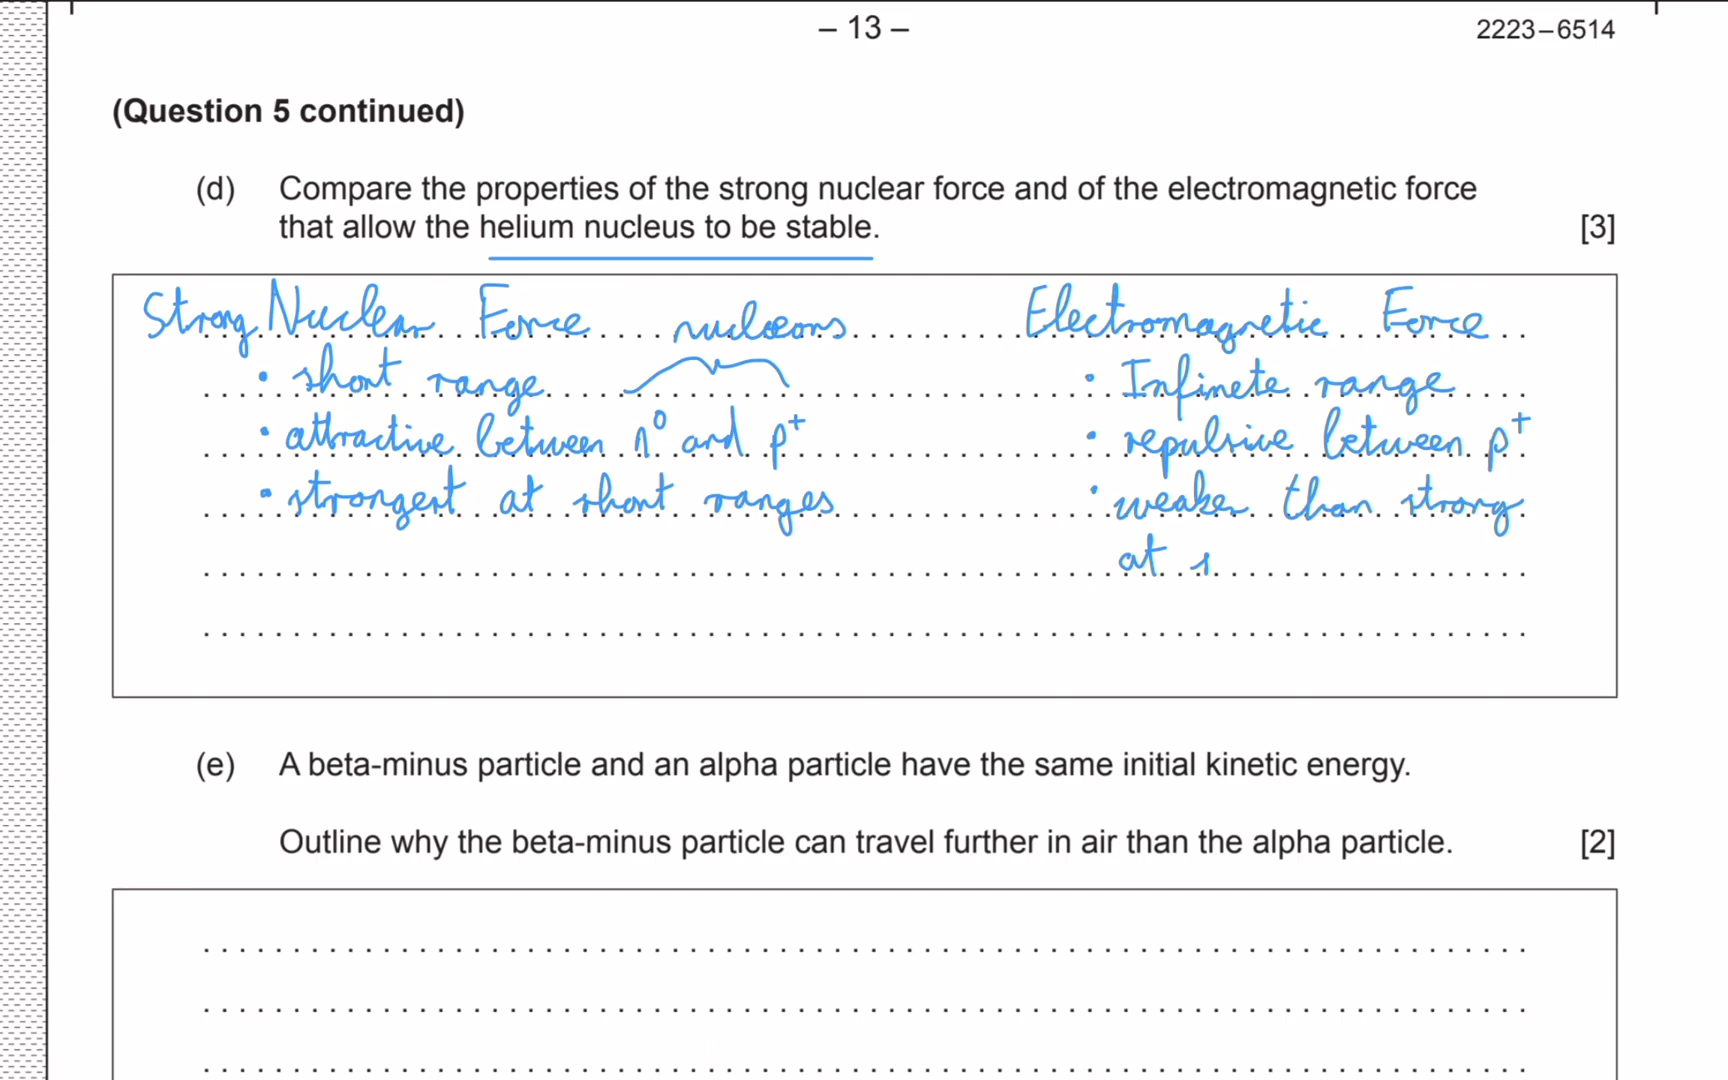 – 13 –
2223–6514
(Question 5 continued)
(d) Compare the properties of the strong nuclear force and of the electromagnetic force
that allow the helium nucleus to be stable. [3]
Strong Nuclear Force nucleons Electromagnetic Force
• short range • Infinete range
• attractive between n⁰ and p⁺ • repulsive between p⁺
• strongest at short ranges • weaker than strong
at s
(e) A beta-minus particle and an alpha particle have the same initial kinetic energy.
Outline why the beta-minus particle can travel further in air than the alpha particle. [2]